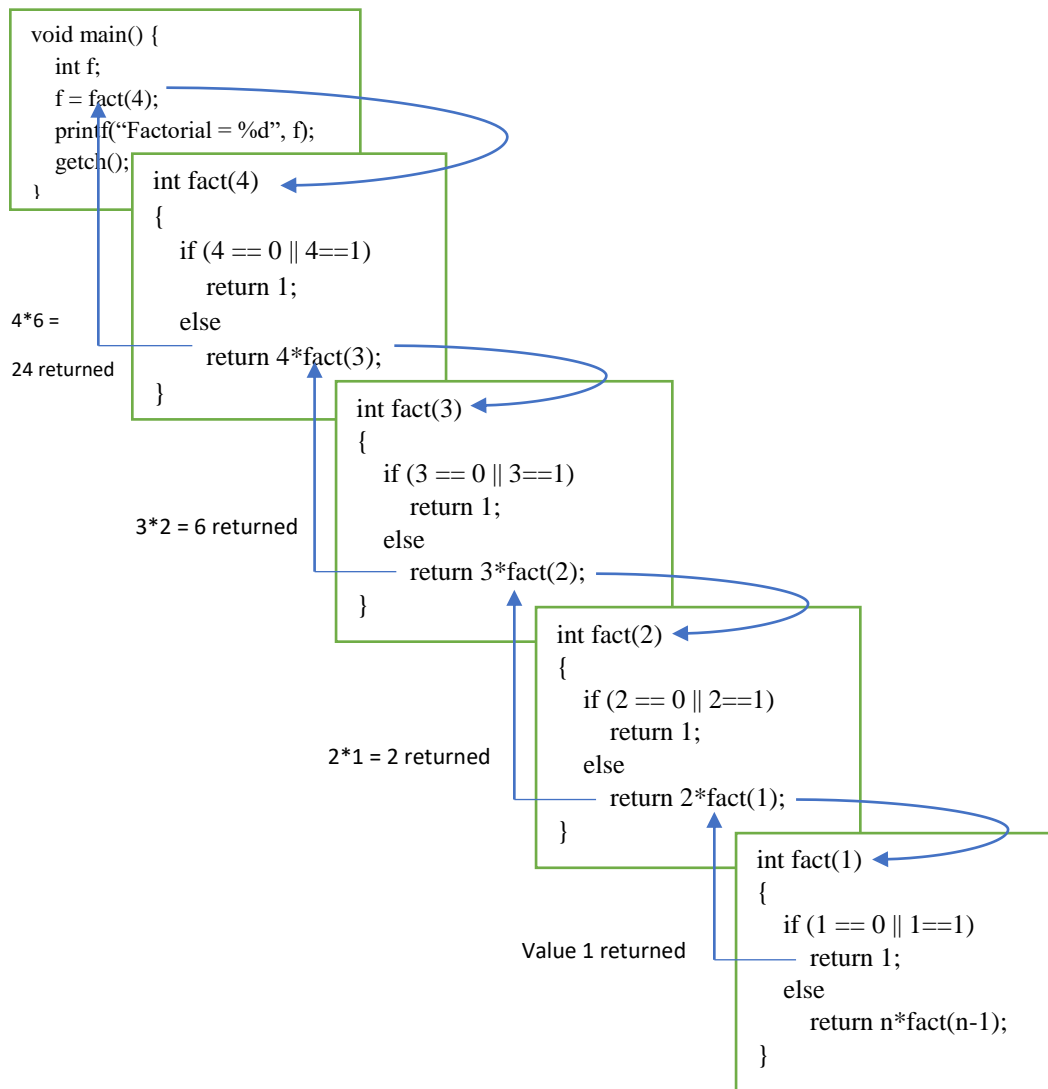 void main() {
int f;
f = fact(4);
printf(“Factorial = %d”, f);
getch();
}
int fact(4)
{
if (4 == 0 || 4==1)
return 1;
else
return 4*fact(3);
}
4*6 =
24 returned
int fact(3)
{
if (3 == 0 || 3==1)
return 1;
else
return 3*fact(2);
}
3*2 = 6 returned
int fact(2)
{
if (2 == 0 || 2==1)
return 1;
else
return 2*fact(1);
}
2*1 = 2 returned
int fact(1)
{
if (1 == 0 || 1==1)
return 1;
else
return n*fact(n-1);
}
Value 1 returned